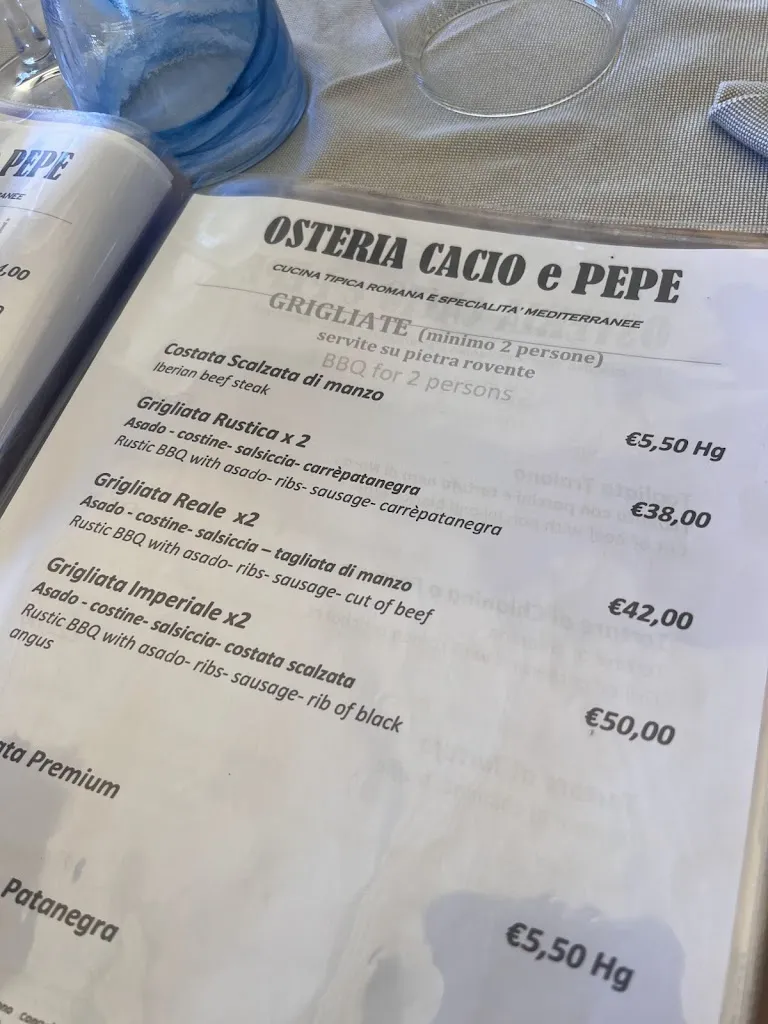 PEPE
OSTERIA CACIO e PEPE
CUCINA TIPICA ROMANA E SPECIALITA' MEDITERRANEE
GRIGLIATE (minimo 2 persone)
servite su pietra rovente
BBQ for 2 persons
Costata Scalzata di manzo
Iberian beef steak
€5,50 Hg
Grigliata Rustica x 2
Asado - costine- salsiccia- carrèpatanegra
Rustic BBQ with asado- ribs- sausage- carrèpatanegra
€38,00
Grigliata Reale x2
Asado - costine- salsiccia – tagliata di manzo
Rustic BBQ with asado- ribs- sausage- cut of beef
€42,00
Grigliata Imperiale x2
Asado - costine- salsiccia- costata scalzata
Rustic BBQ with asado- ribs- sausage- rib of black
angus
€50,00
ata Premium
Patanegra
€5,50 Hg